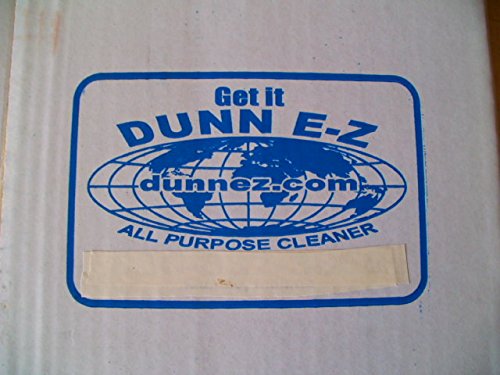 Get it
DUNN E-Z
dunnez.com
ALL PURPOSE CLEANER